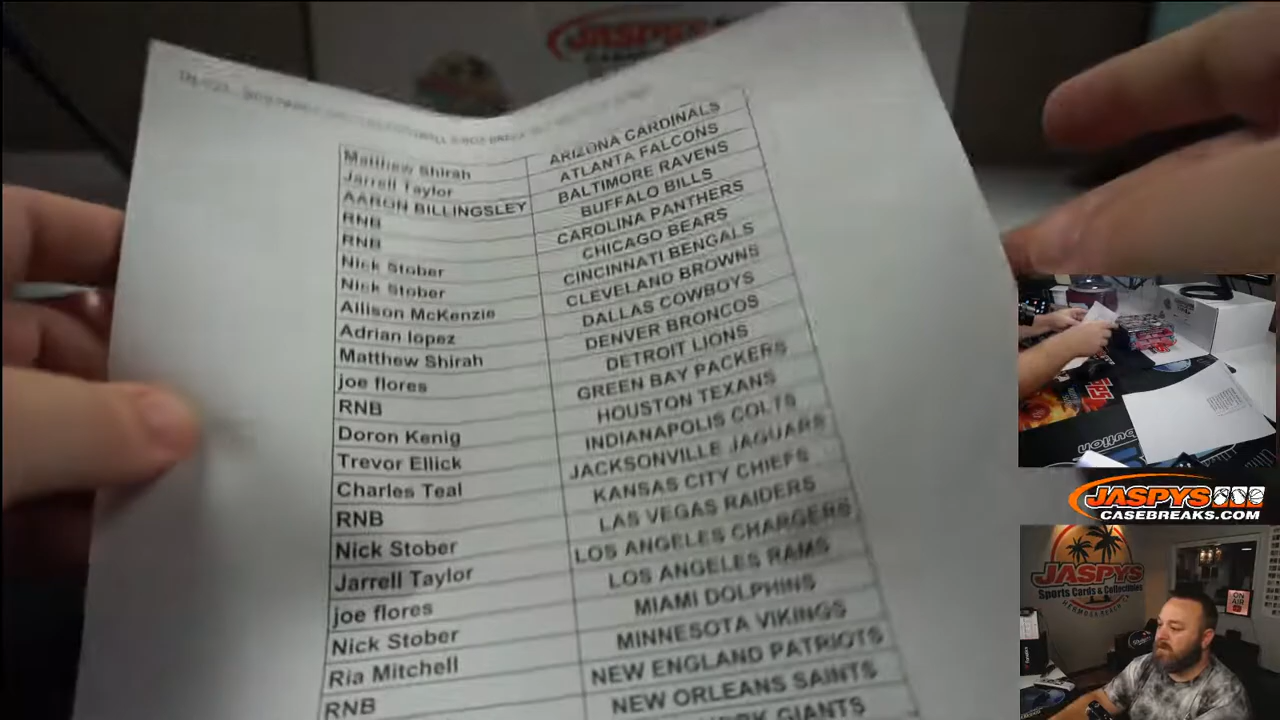 JASPYS
Matthew Shirah ARIZONA CARDINALS
Jarrell Taylor ATLANTA FALCONS
AARON BILLINGSLEY BALTIMORE RAVENS
RNB BUFFALO BILLS
RNB CAROLINA PANTHERS
Nick Stober CHICAGO BEARS
Nick Stober CINCINNATI BENGALS
Allison McKenzie CLEVELAND BROWNS
Adrian lopez DALLAS COWBOYS
Matthew Shirah DENVER BRONCOS
joe flores DETROIT LIONS
RNB GREEN BAY PACKERS
Doron Kenig HOUSTON TEXANS
Trevor Ellick INDIANAPOLIS COLTS
Charles Teal JACKSONVILLE JAGUARS
RNB KANSAS CITY CHIEFS
Nick Stober LAS VEGAS RAIDERS
Jarrell Taylor LOS ANGELES CHARGERS
joe flores LOS ANGELES RAMS
Nick Stober MIAMI DOLPHINS
Ria Mitchell MINNESOTA VIKINGS
RNB NEW ENGLAND PATRIOTS
NEW ORLEANS SAINTS
GIANTS
JASPYS
CASEBREAKS.COM
JASPYS
Sports Cards & Collectibles
HERMOSA BEACH
ON AIR